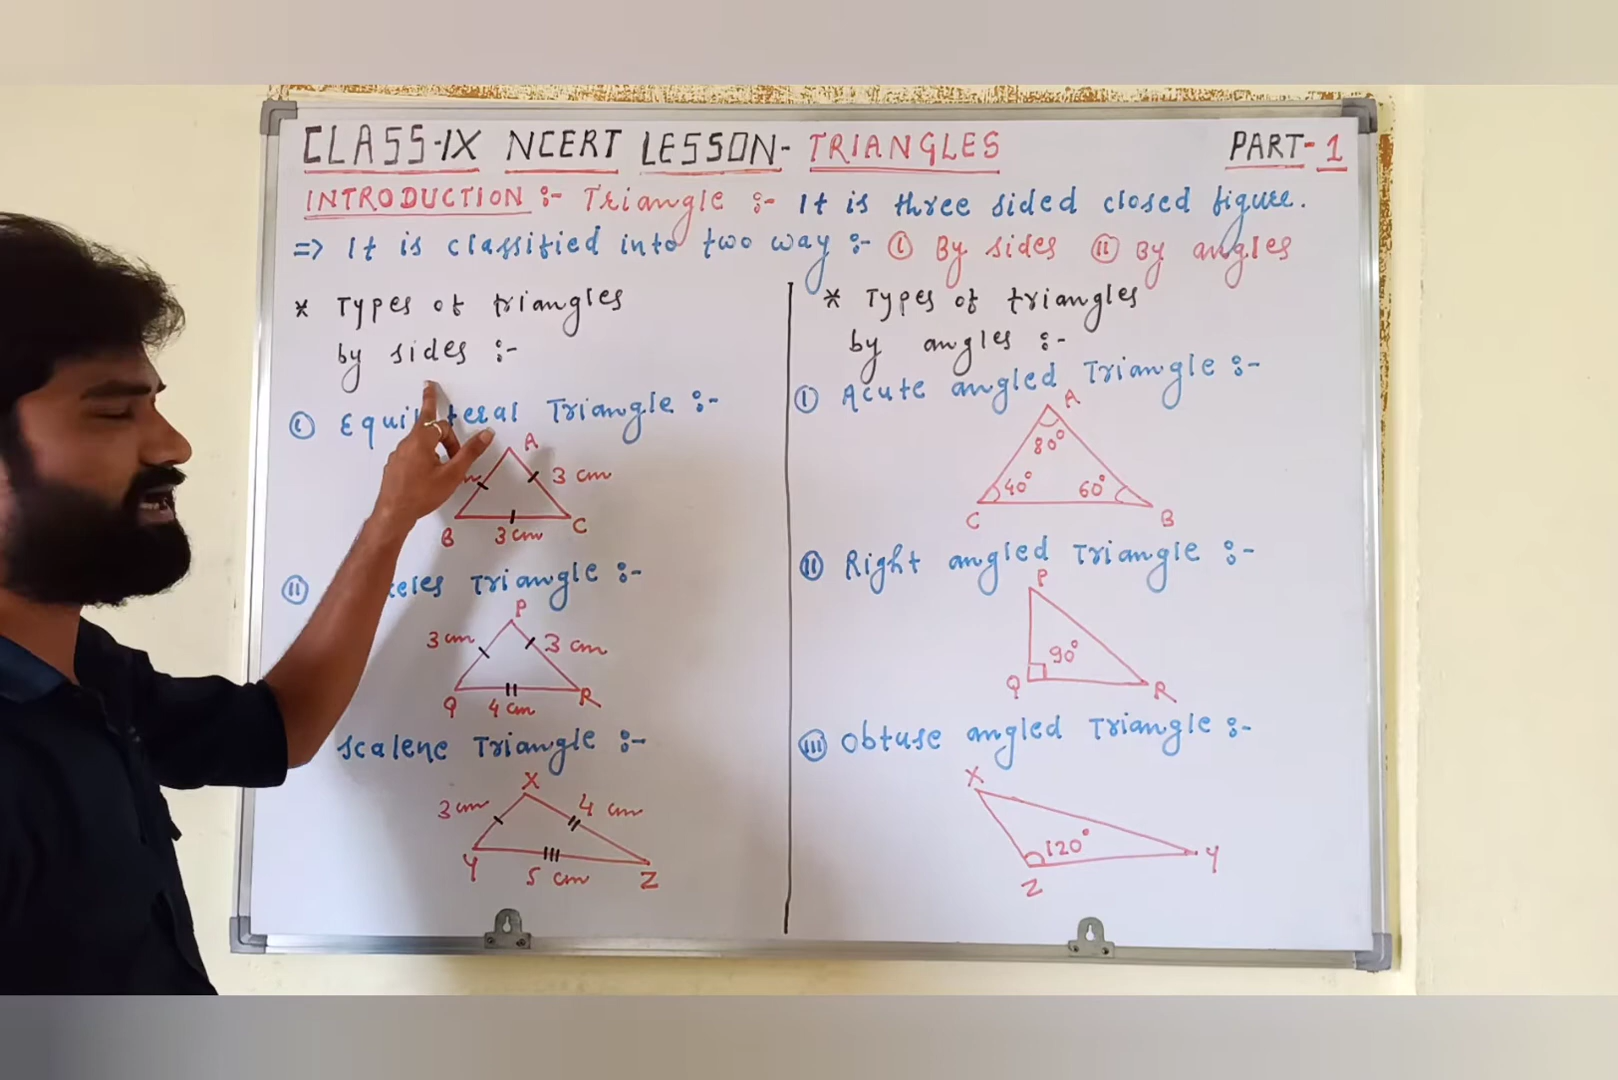 CLASS-IX NCERT LESSON- TRIANGLES PART-1
INTRODUCTION :- Triangle :- It is three sided closed figure.
=> It is classified into two way :- (i) By sides (ii) By angles
* Types of triangles
by sides :-
(i) Equilateral Triangle :-
A
3 cm
B
3 cm
C
(ii) Triangle :-
P
3 cm
3 cm
Q
4 cm
R
Scalene Triangle :-
X
3 cm
4 cm
Y
5 cm
Z
* Types of triangles
by angles :-
(i) Acute angled Triangle :-
A
80°
40°
60°
C
B
(ii) Right angled Triangle :-
P
90°
Q
R
(iii) Obtuse angled Triangle :-
X
120°
Y
Z